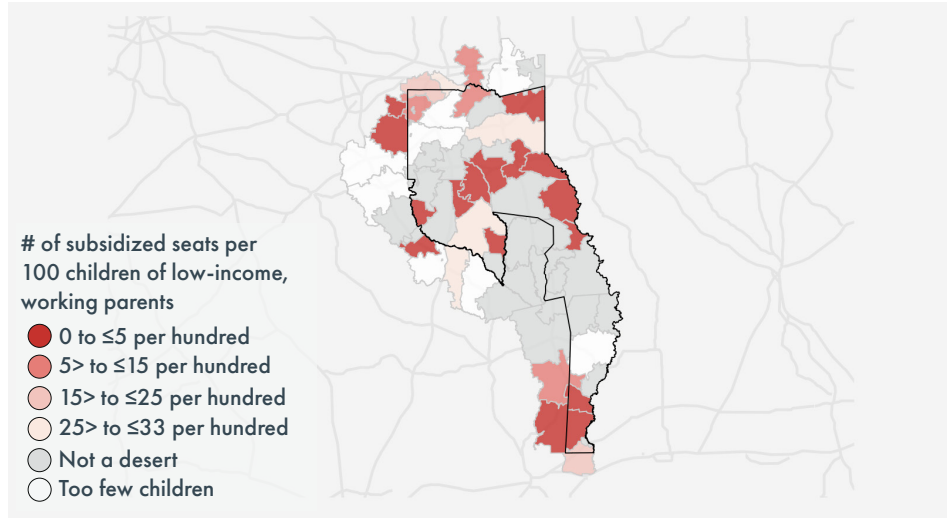 # of subsidized seats per
100 children of low-income,
working parents
0 to ≤5 per hundred
5> to ≤15 per hundred
15> to ≤25 per hundred
25> to ≤33 per hundred
Not a desert
Too few children